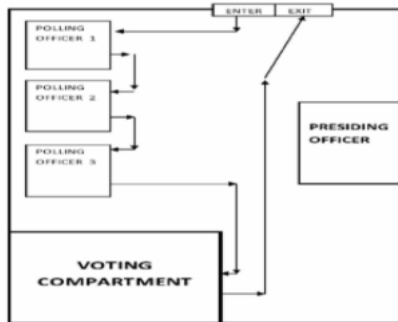 ENTER EXIT
POLLING
OFFICER 1
POLLING
OFFICER 2
POLLING
OFFICER 3
PRESIDING
OFFICER
VOTING
COMPARTMENT